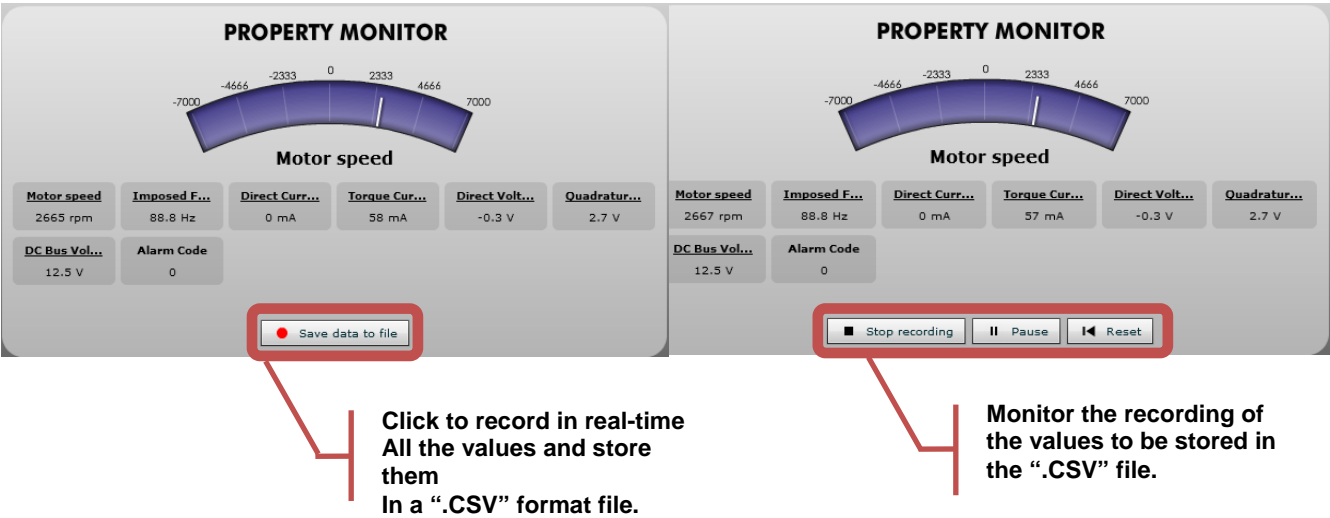 PROPERTY MONITOR
-7000 -4666 -2333 0 2333 4666 7000
Motor speed
Motor speed Imposed F... Direct Curr... Torque Cur... Direct Volt... Quadratur...
2665 rpm 88.8 Hz 0 mA 58 mA -0.3 V 2.7 V
DC Bus Vol... Alarm Code
12.5 V 0
Save data to file
Click to record in real-time
All the values and store
them
In a “.CSV” format file.
PROPERTY MONITOR
-7000 -4666 -2333 0 2333 4666 7000
Motor speed
Motor speed Imposed F... Direct Curr... Torque Cur... Direct Volt... Quadratur...
2667 rpm 88.8 Hz 0 mA 57 mA -0.3 V 2.7 V
DC Bus Vol... Alarm Code
12.5 V 0
Stop recording Pause Reset
Monitor the recording of
the values to be stored in
the “.CSV” file.